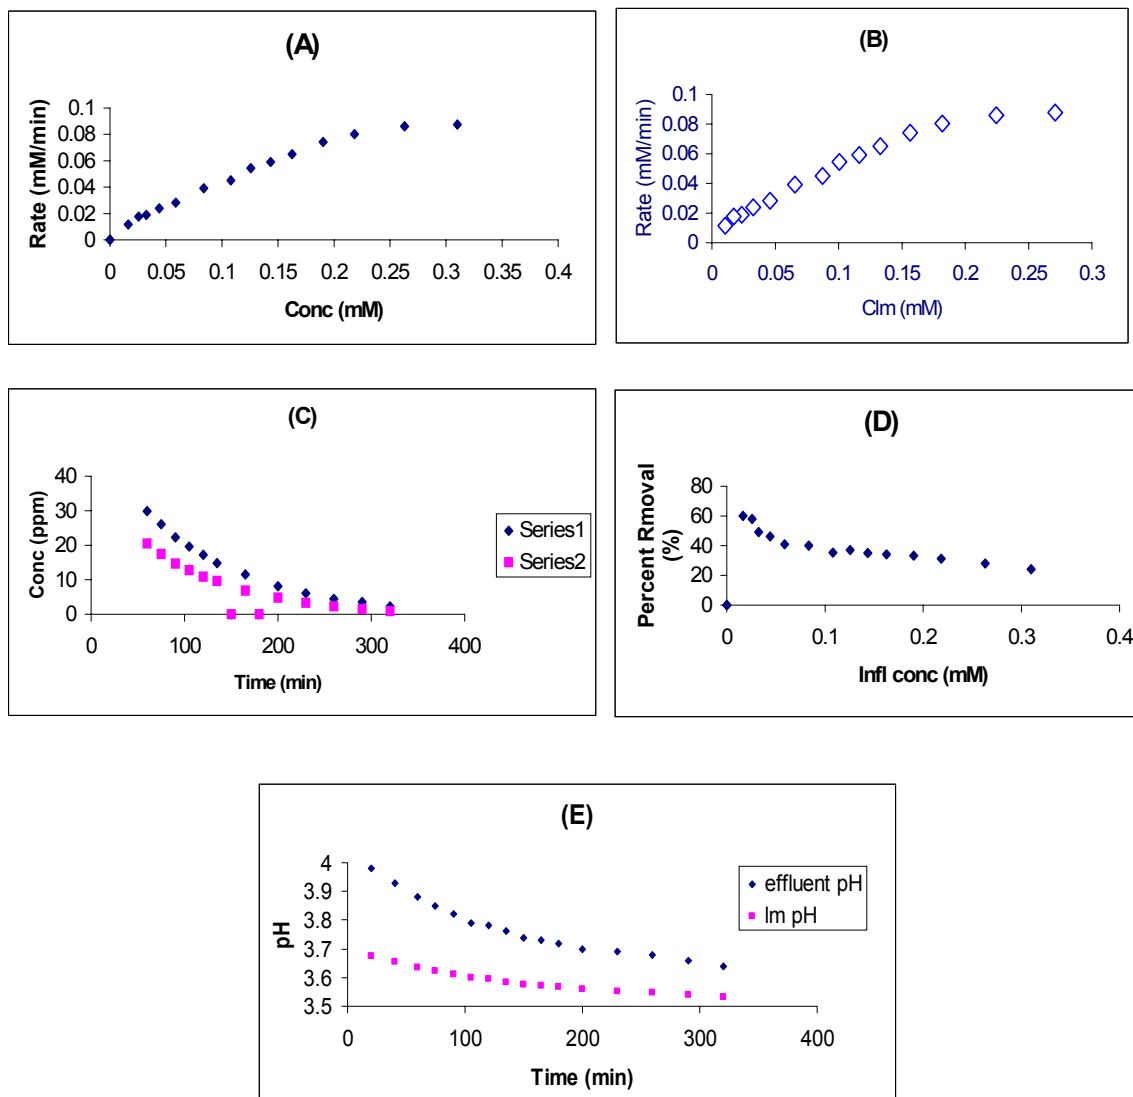 (A)
Rate (mM/min)
0.1
0.08
0.06
0.04
0.02
0
0 0.05 0.1 0.15 0.2 0.25 0.3 0.35 0.4
Conc (mM)
(B)
Rate (mM/min)
0.1
0.08
0.06
0.04
0.02
0
0 0.05 0.1 0.15 0.2 0.25 0.3
Clm (mM)
(C)
Conc (ppm)
40
30
20
10
0
0 100 200 300 400
Time (min)
Series1
Series2
(D)
Percent Rmoval
(%)
80
60
40
20
0
0 0.1 0.2 0.3 0.4
Infl conc (mM)
(E)
pH
4
3.9
3.8
3.7
3.6
3.5
0 100 200 300 400
Time (min)
effluent pH
lm pH